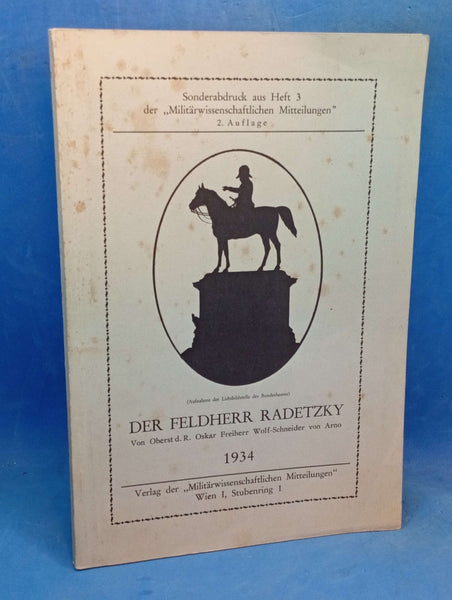 Sonderabdruck aus Heft 3
der „Militärwissenschaftlichen Mitteilungen"
2. Auflage
(Aufnahme der Lichtbildstelle des Bundesheeres)
DER FELDHERR RADETZKY
Von Oberst d. R. Oskar Freiherr Wolff-Schneider von Arno
1934
Verlag der „Militärwissenschaftlichen Mitteilungen"
Wien I, Stubenring 1